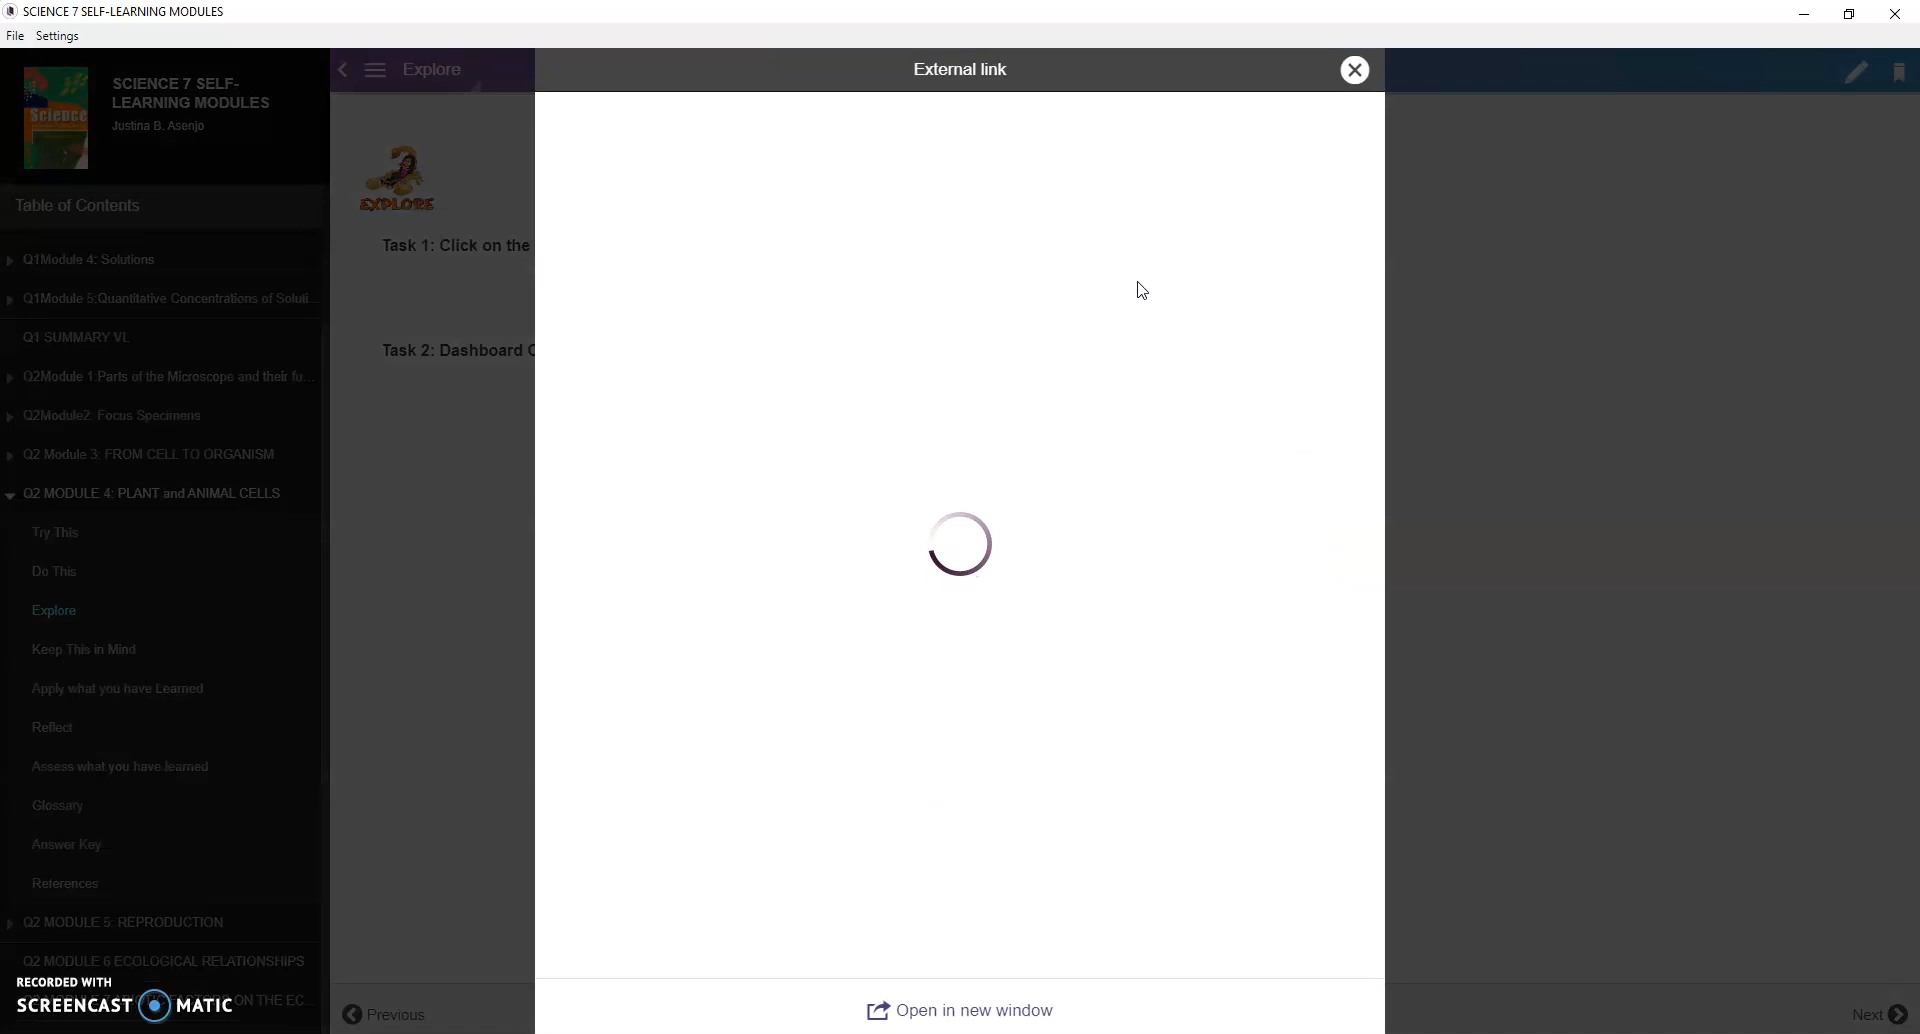 SCIENCE 7 SELF-LEARNING MODULES
File Settings
Science
SCIENCE 7 SELF-
LEARNING MODULES
Justina B. Asenjo
Explore
External link
Table of Contents
EXPLORE
Task 1: Click on the
Task 2: Dashboard
Q1Module 4: Solutions
Q1Module 5:Quantitative Concentrations of Soluti...
Q1 SUMMARY VL
Q2Module 1:Parts of the Microscope and their fu...
Q2Module2: Focus Specimens
Q2 Module 3: FROM CELL TO ORGANISM
Q2 MODULE 4: PLANT and ANIMAL CELLS
Try This
Do This
Explore
Keep This in Mind
Apply what you have Learned
Reflect
Assess what you have learned
Glossary
Answer Key
References
Q2 MODULE 5: REPRODUCTION
Q2 MODULE 6 ECOLOGICAL RELATIONSHIPS
ON THE EC...
RECORDED WITH
SCREENCAST MATIC
Previous
Open in new window
Next